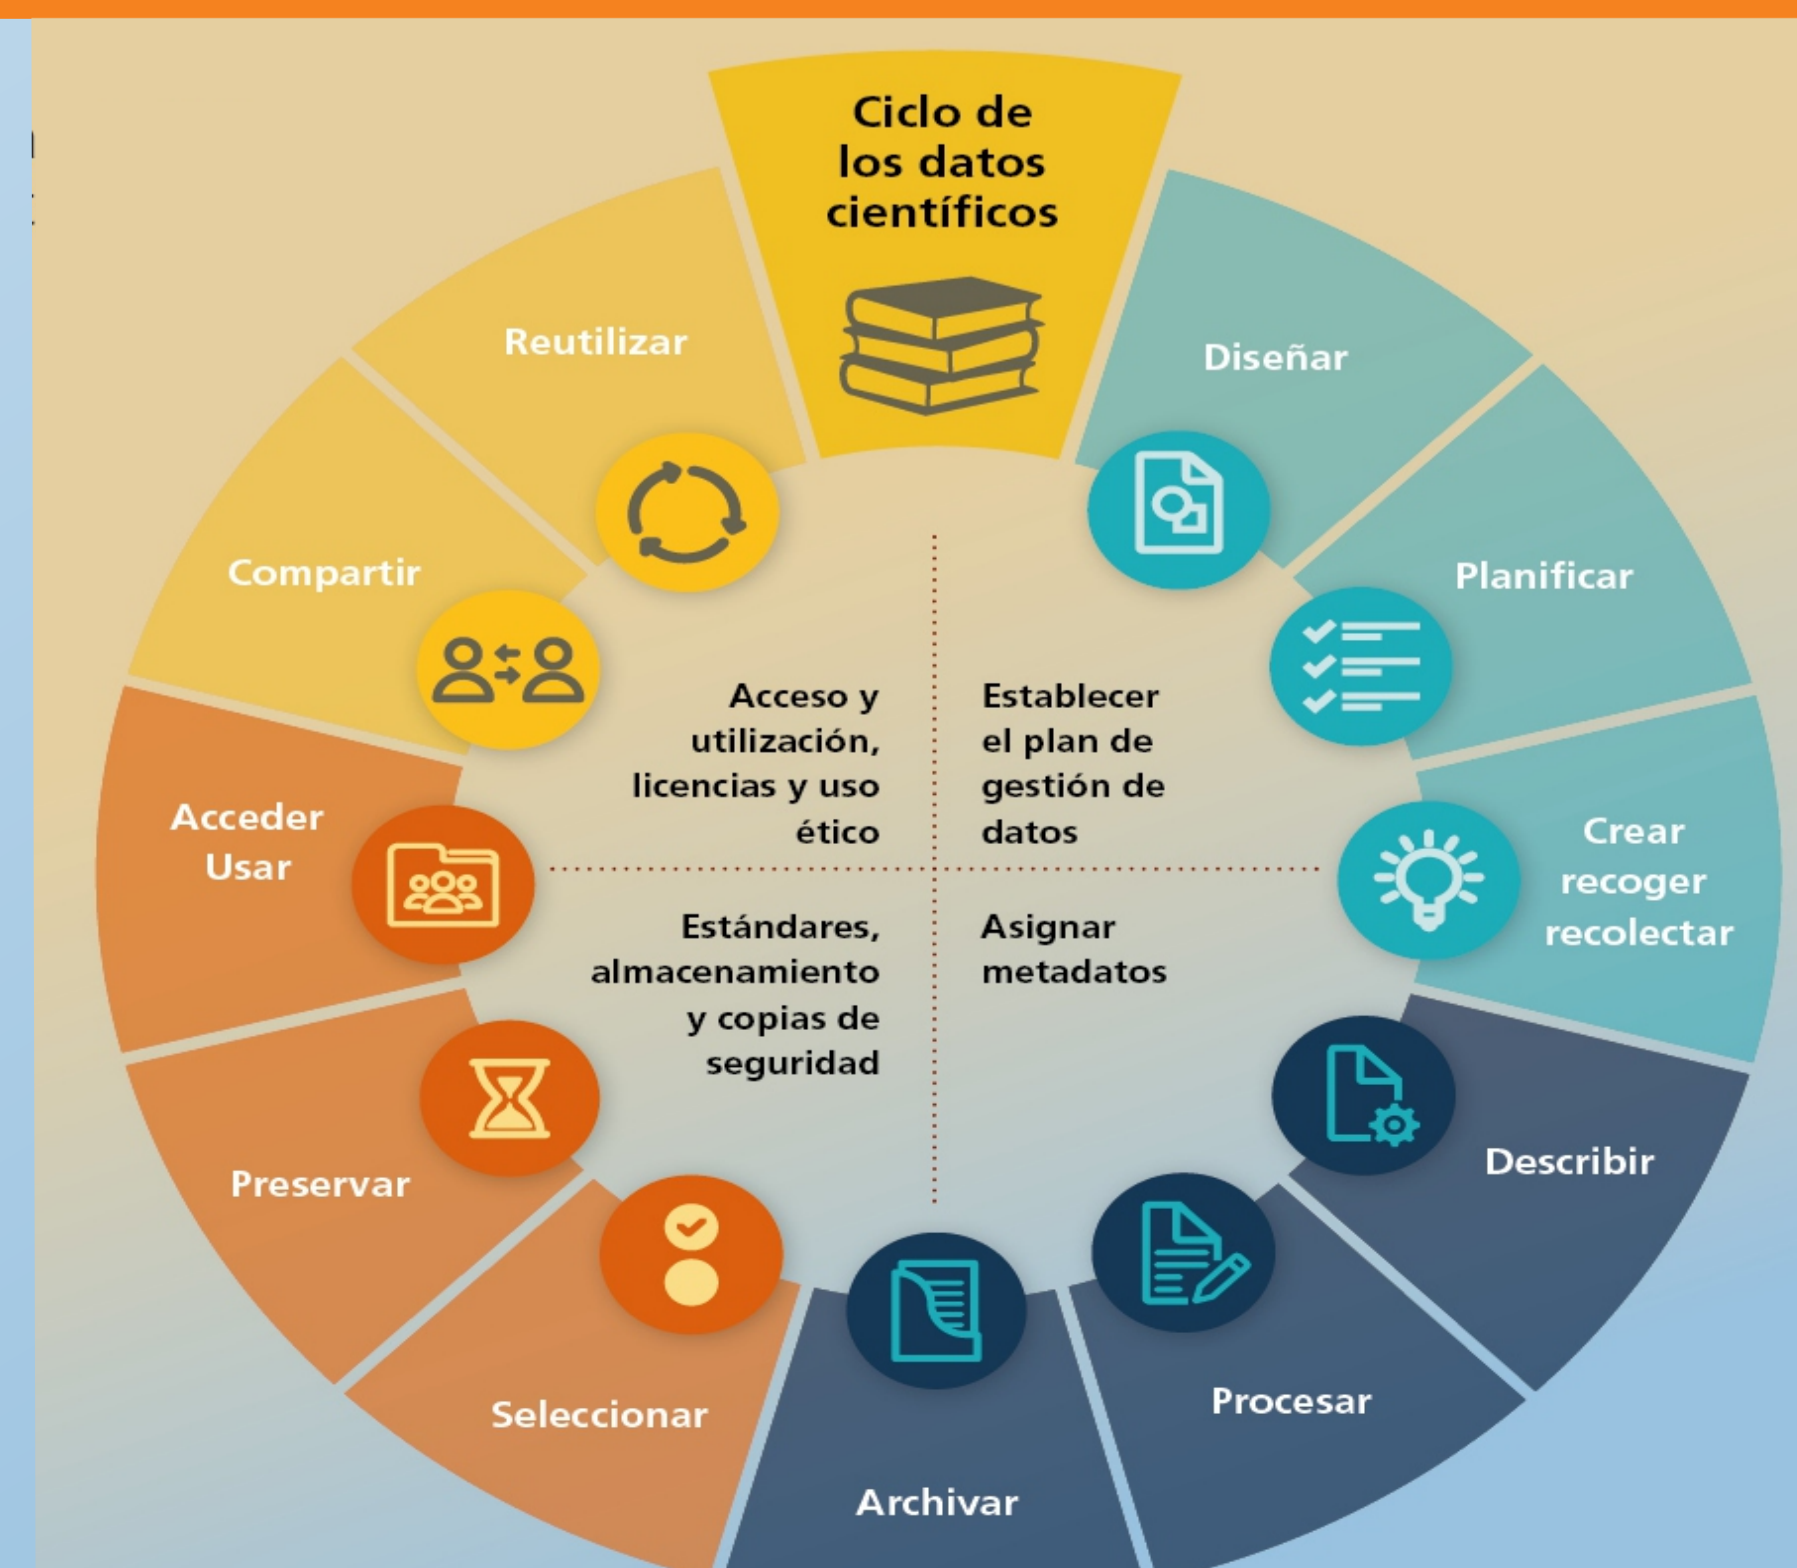 Ciclo de
los datos
científicos
Diseñar
Planificar
Crear
recoger
recolectar
Describir
Procesar
Archivar
Seleccionar
Preservar
Acceder
Usar
Compartir
Reutilizar
Acceso y
utilización,
licencias y uso
ético
Establecer
el plan de
gestión de
datos
Estándares,
almacenamiento
y copias de
seguridad
Asignar
metadatos